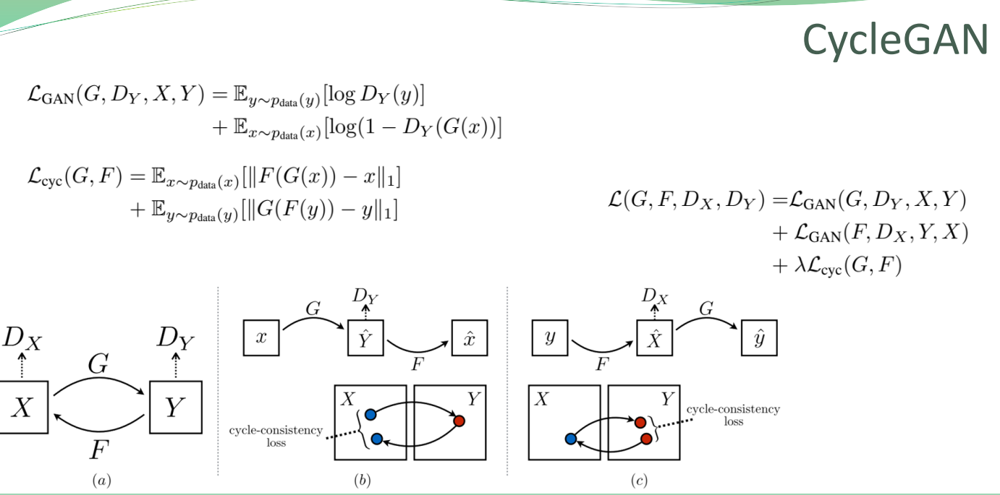 CycleGAN
$\mathcal{L}_{\text{GAN}}(G, D_Y, X, Y) = \mathbb{E}_{y \sim p_{\text{data}}(y)}[\log D_Y(y)]$
$+ \mathbb{E}_{x \sim p_{\text{data}}(x)}[\log(1 - D_Y(G(x))]$
$\mathcal{L}_{\text{cyc}}(G, F) = \mathbb{E}_{x \sim p_{\text{data}}(x)}[\|F(G(x)) - x\|_1]$
$+ \mathbb{E}_{y \sim p_{\text{data}}(y)}[\|G(F(y)) - y\|_1]$
$\mathcal{L}(G, F, D_X, D_Y) = \mathcal{L}_{\text{GAN}}(G, D_Y, X, Y)$
$+ \mathcal{L}_{\text{GAN}}(F, D_X, Y, X)$
$+ \lambda \mathcal{L}_{\text{cyc}}(G, F)$
$D_X$ $D_Y$
$G$
$X$ $Y$
$F$
$(a)$
$D_Y$
$G$
$x$ $\hat{Y}$ $\hat{x}$
$F$
$X$ $Y$
cycle-consistency
loss
$(b)$
$D_X$
$G$
$y$ $\hat{X}$ $\hat{y}$
$F$
$X$ $Y$
cycle-consistency
loss
$(c)$